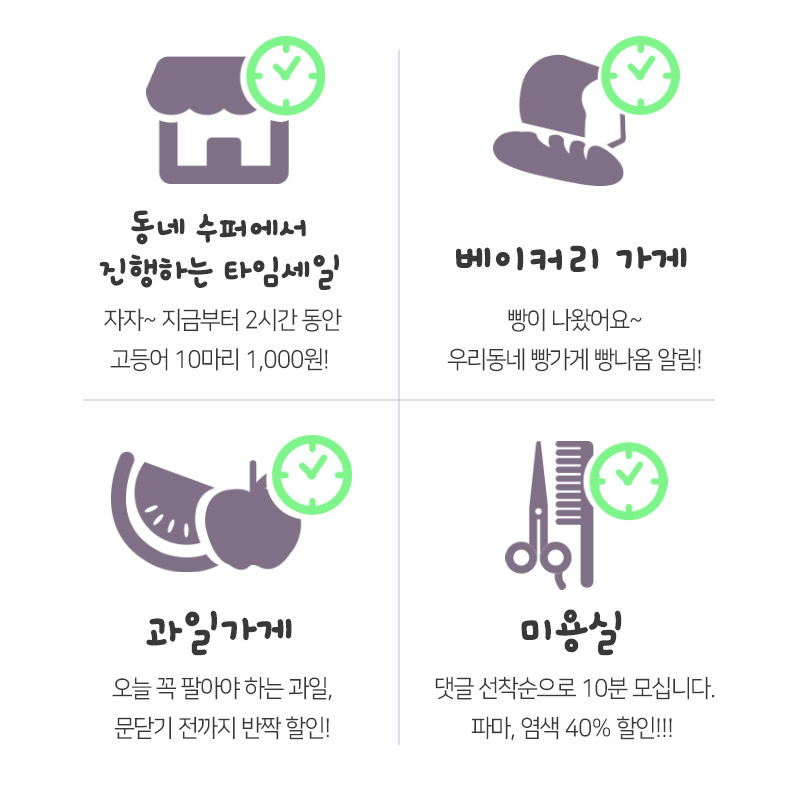 동네 수퍼에서
진행하는 타임세일
자자~ 지금부터 2시간 동안
고등어 10마리 1,000원!
베이커리 가게
빵이 나왔어요~
우리동네 빵가게 빵나옴 알림!
과일가게
오늘 꼭 팔아야 하는 과일,
문닫기 전까지 반짝 할인!
미용실
댓글 선착순으로 10분 모십니다.
파마, 염색 40% 할인!!!